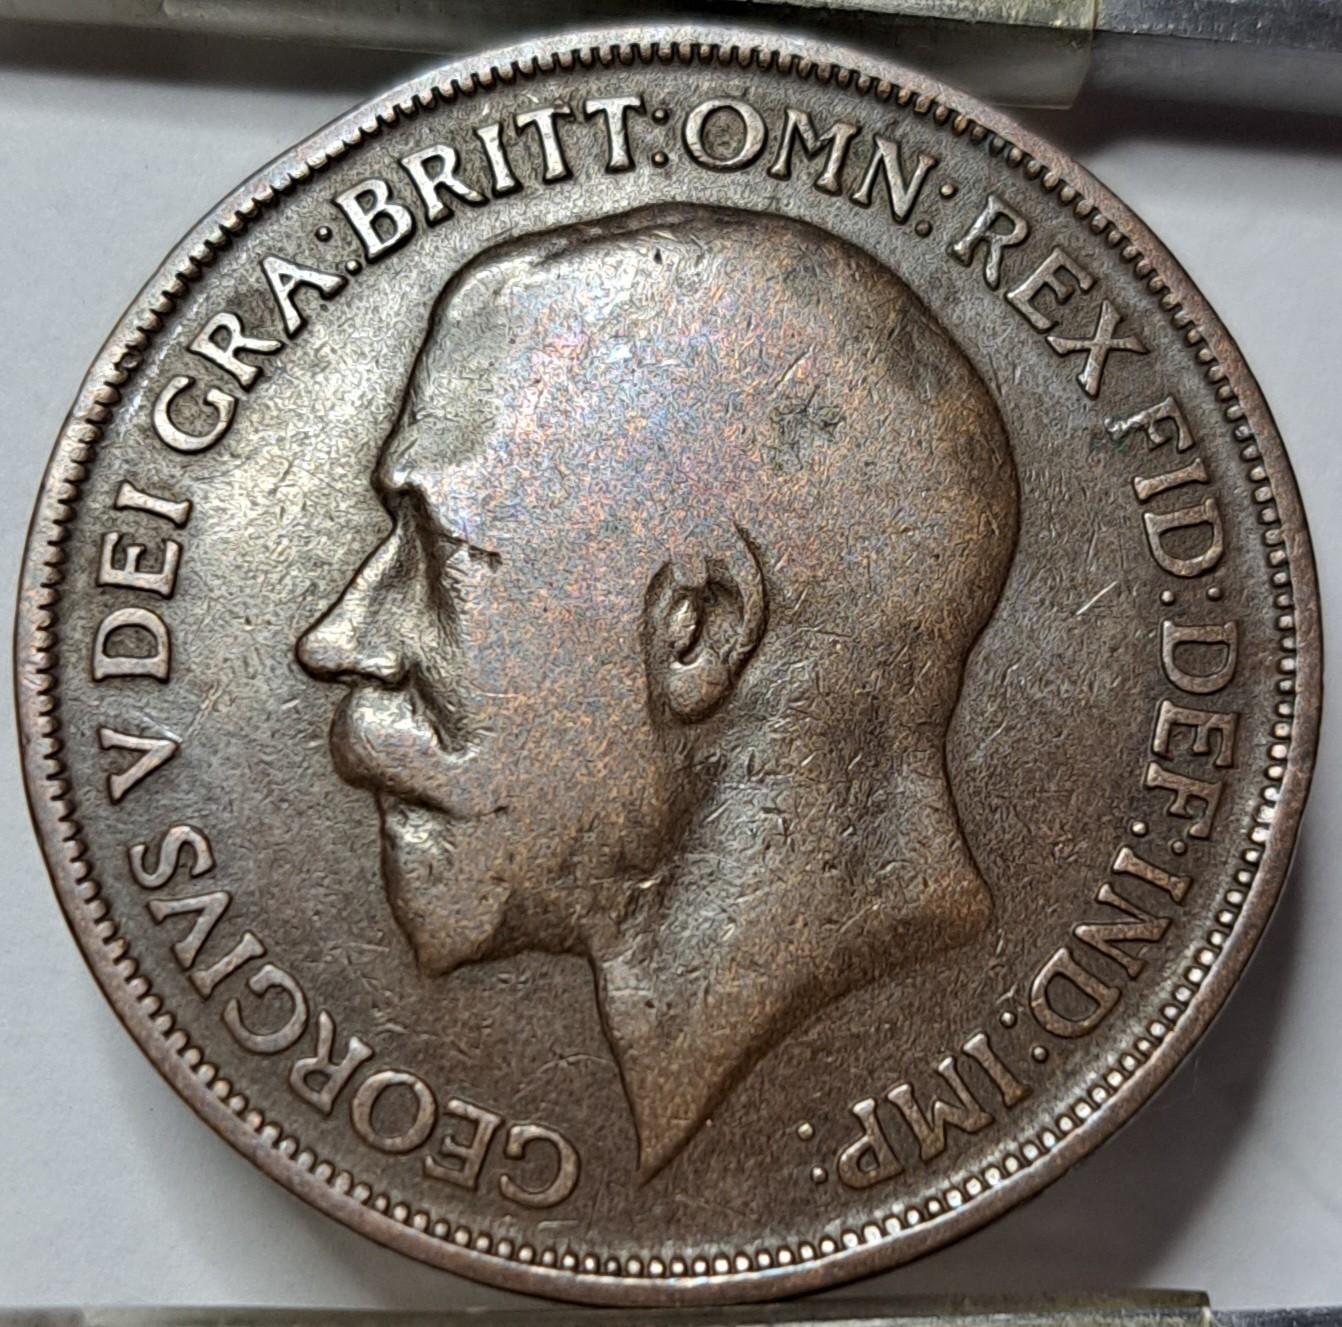 GEORGIVS V DEI GRA: BRITT: OMN: REX FID: DEF: IND: IMP: